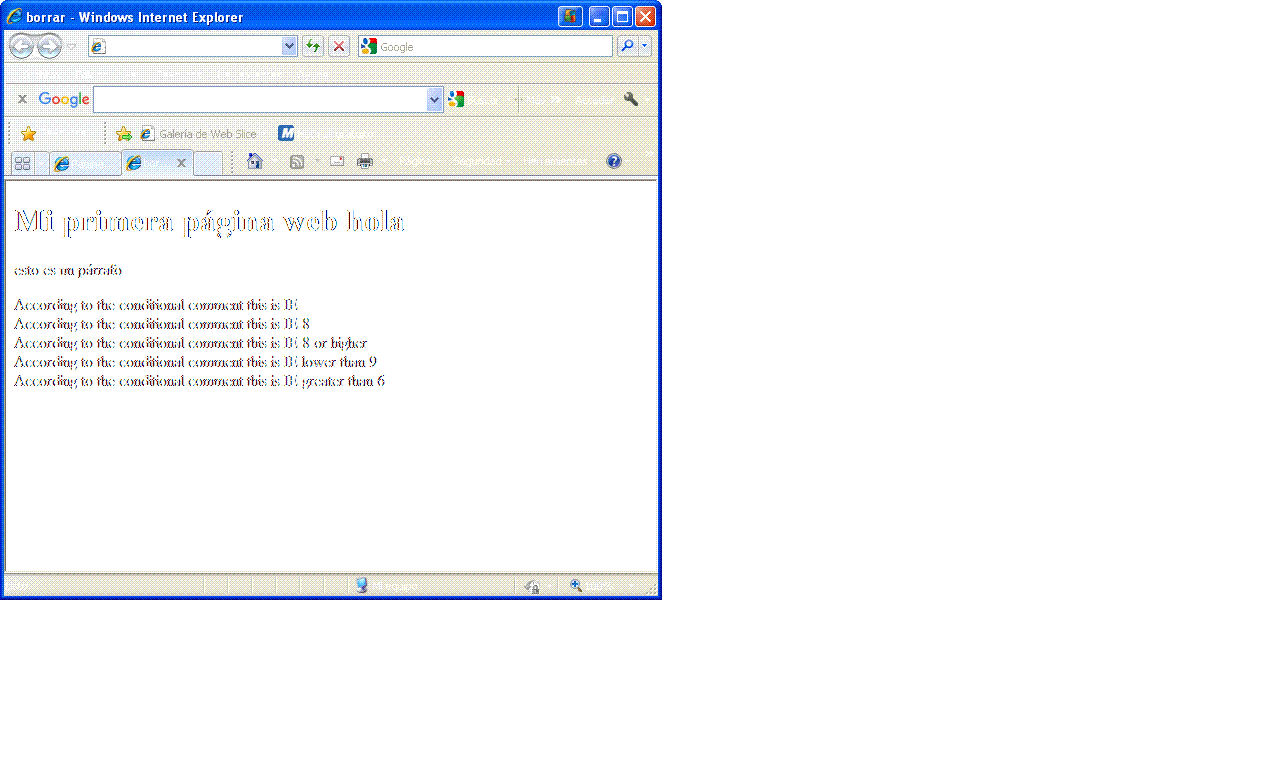 borrar - Windows Internet Explorer
Google
Google
Galería de Web Slice
Mi primera página web hola
esto es un párrafo
According to the conditional comment this is IE
According to the conditional comment this is IE 8
According to the conditional comment this is IE 8 or higher
According to the conditional comment this is IE lower than 9
According to the conditional comment this is IE greater than 6
Mi equipo